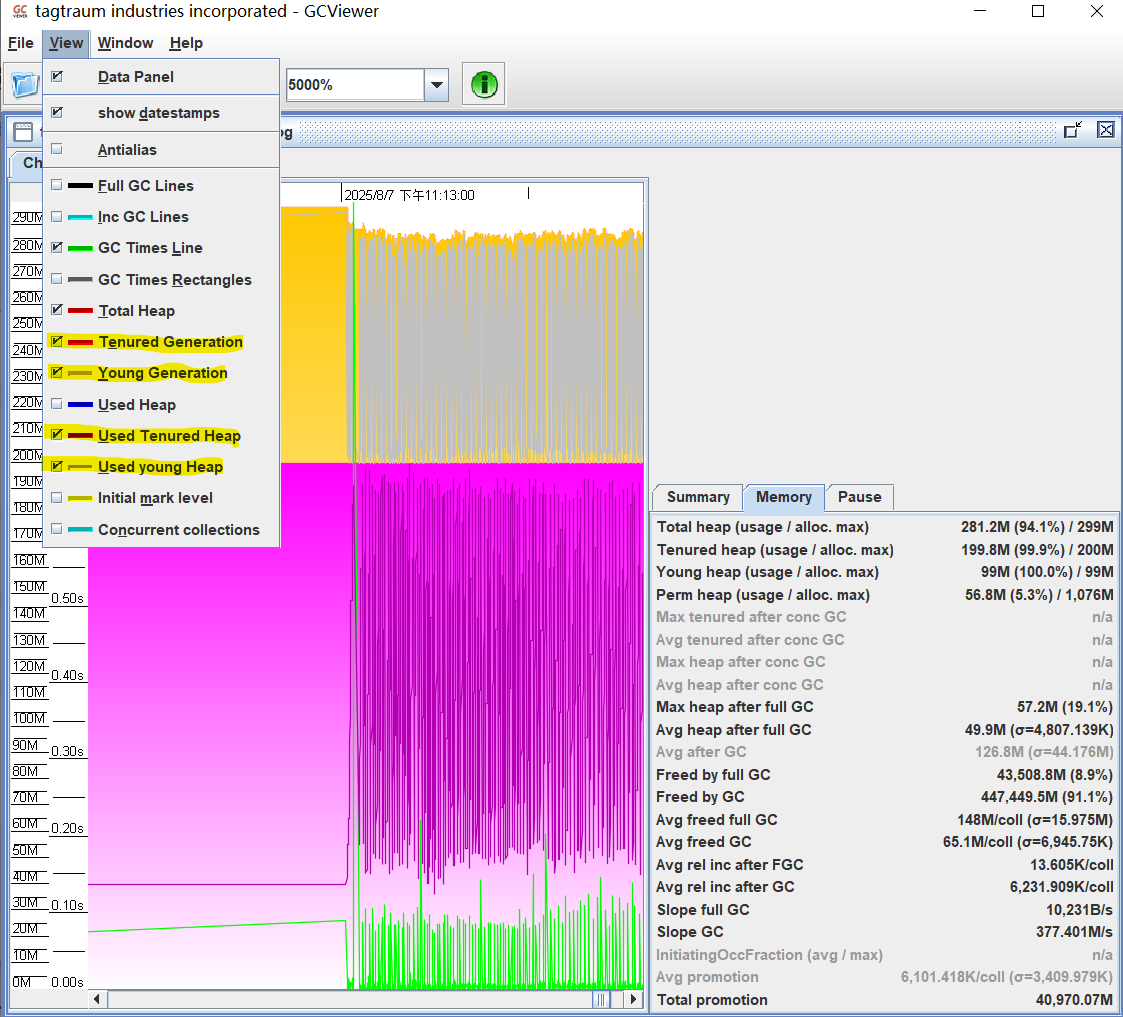 GC
VIEWER
tagtraum industries incorporated - GCViewer
File View Window Help
5000%
Data Panel
show datestamps
Antialias
Full GC Lines
Inc GC Lines
GC Times Line
GC Times Rectangles
Total Heap
Tenured Generation
Young Generation
Used Heap
Used Tenured Heap
Used young Heap
Initial mark level
Concurrent collections
og
Ch
2025/8/7 下午11:13:00
290M
280M
270M
260M
250M
240M
230M
220M
210M
200M
190M
180M
170M
160M
150M
140M
130M
120M
110M
100M
90M
80M
70M
60M
50M
40M
30M
20M
10M
0M
0.50s
0.40s
0.30s
0.20s
0.10s
0.00s
Summary Memory Pause
Total heap (usage / alloc. max) 281.2M (94.1%) / 299M
Tenured heap (usage / alloc. max) 199.8M (99.9%) / 200M
Young heap (usage / alloc. max) 99M (100.0%) / 99M
Perm heap (usage / alloc. max) 56.8M (5.3%) / 1,076M
Max tenured after conc GC n/a
Avg tenured after conc GC n/a
Max heap after conc GC n/a
Avg heap after conc GC n/a
Max heap after full GC 57.2M (19.1%)
Avg heap after full GC 49.9M (σ=4,807.139K)
Avg after GC 126.8M (σ=44.176M)
Freed by full GC 43,508.8M (8.9%)
Freed by GC 447,449.5M (91.1%)
Avg freed full GC 148M/coll (σ=15.975M)
Avg freed GC 65.1M/coll (σ=6,945.75K)
Avg rel inc after FGC 13.605K/coll
Avg rel inc after GC 6,231.909K/coll
Slope full GC 10,231B/s
Slope GC 377.401M/s
InitiatingOccFraction (avg / max) n/a
Avg promotion 6,101.418K/coll (σ=3,409.979K)
Total promotion 40,970.07M